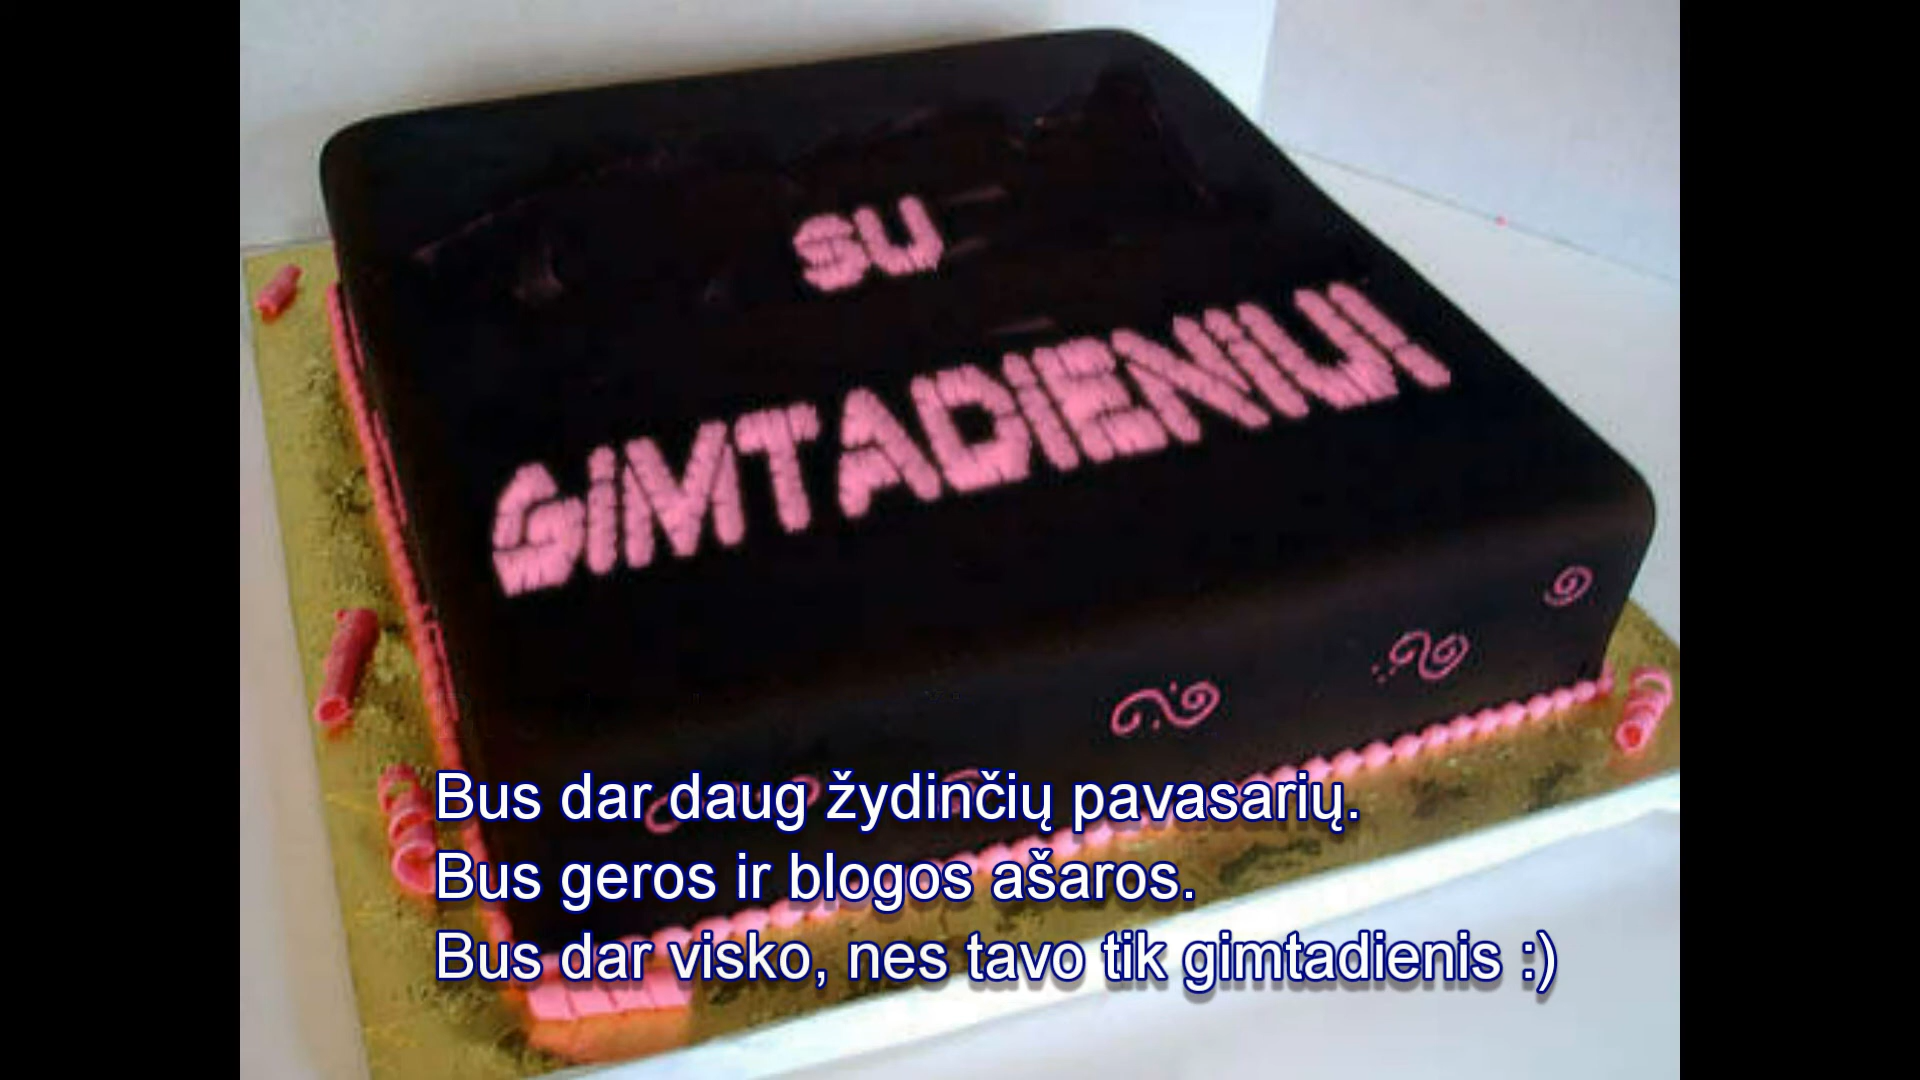 SU
GiMTADiENiU!
Bus dar daug žydinčių pavasarių.
Bus geros ir blogos ašaros.
Bus dar visko, nes tavo tik gimtadienis :)